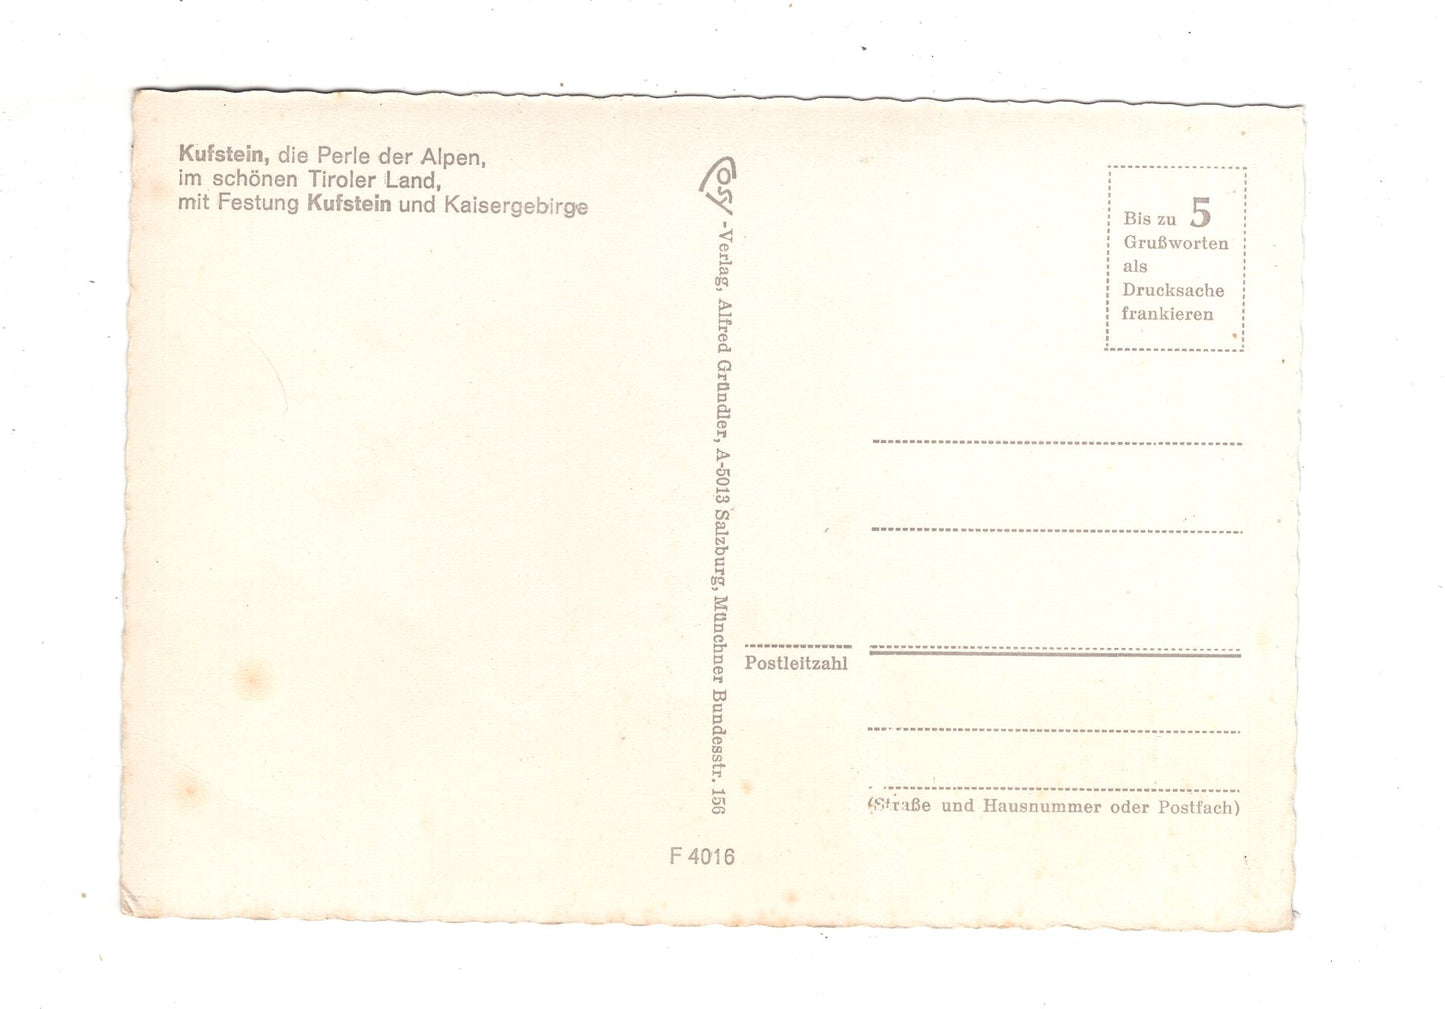 Kufstein, die Perle der Alpen,
im schönen Tiroler Land,
mit Festung Kufstein und Kaisergebirge
Bis zu 5
Grußworten
als
Drucksache
frankieren
-Verlag, Alfred Gründler, A-5013 Salzburg, Münchner Bundesstr. 156
Postleitzahl
(Straße und Hausnummer oder Postfach)
F 4016